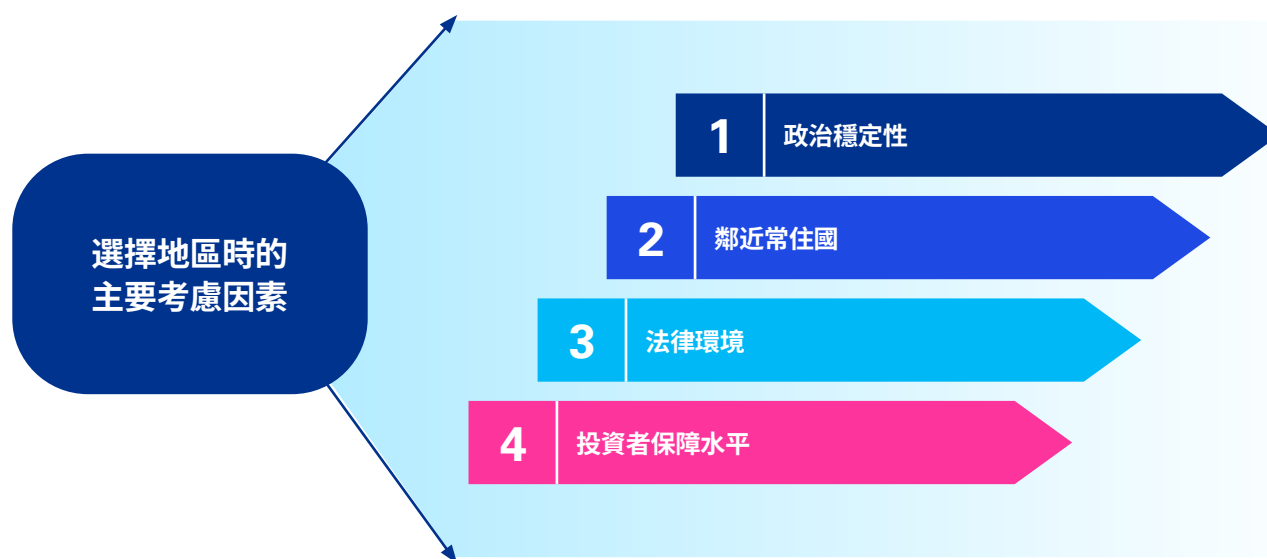 選擇地區時的
主要考慮因素
1 政治穩定性
2 鄰近常住國
3 法律環境
4 投資者保障水平